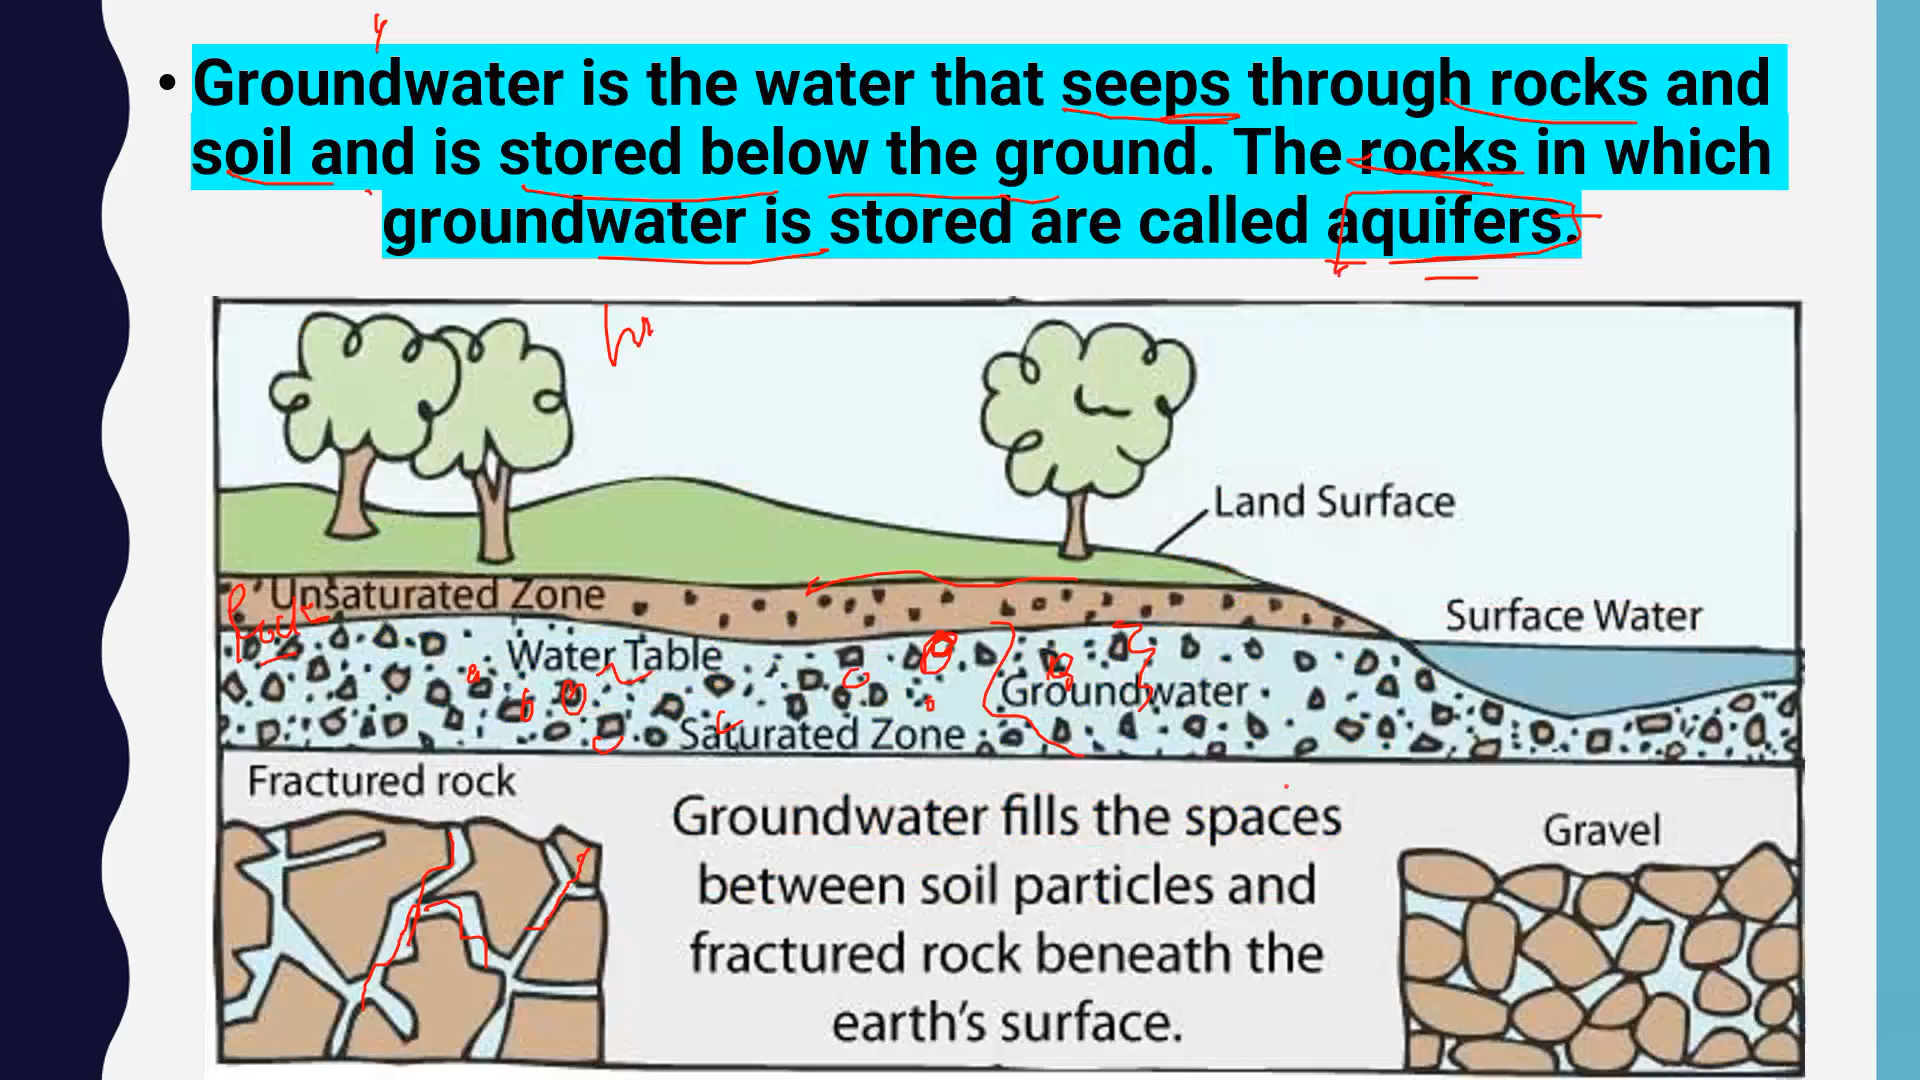 • Groundwater is the water that seeps through rocks and
soil and is stored below the ground. The rocks in which
groundwater is stored are called aquifers.
Land Surface
Unsaturated Zone
Surface Water
Water Table
Groundwater
Saturated Zone
Fractured rock
Groundwater fills the spaces
between soil particles and
fractured rock beneath the
earth's surface.
Gravel